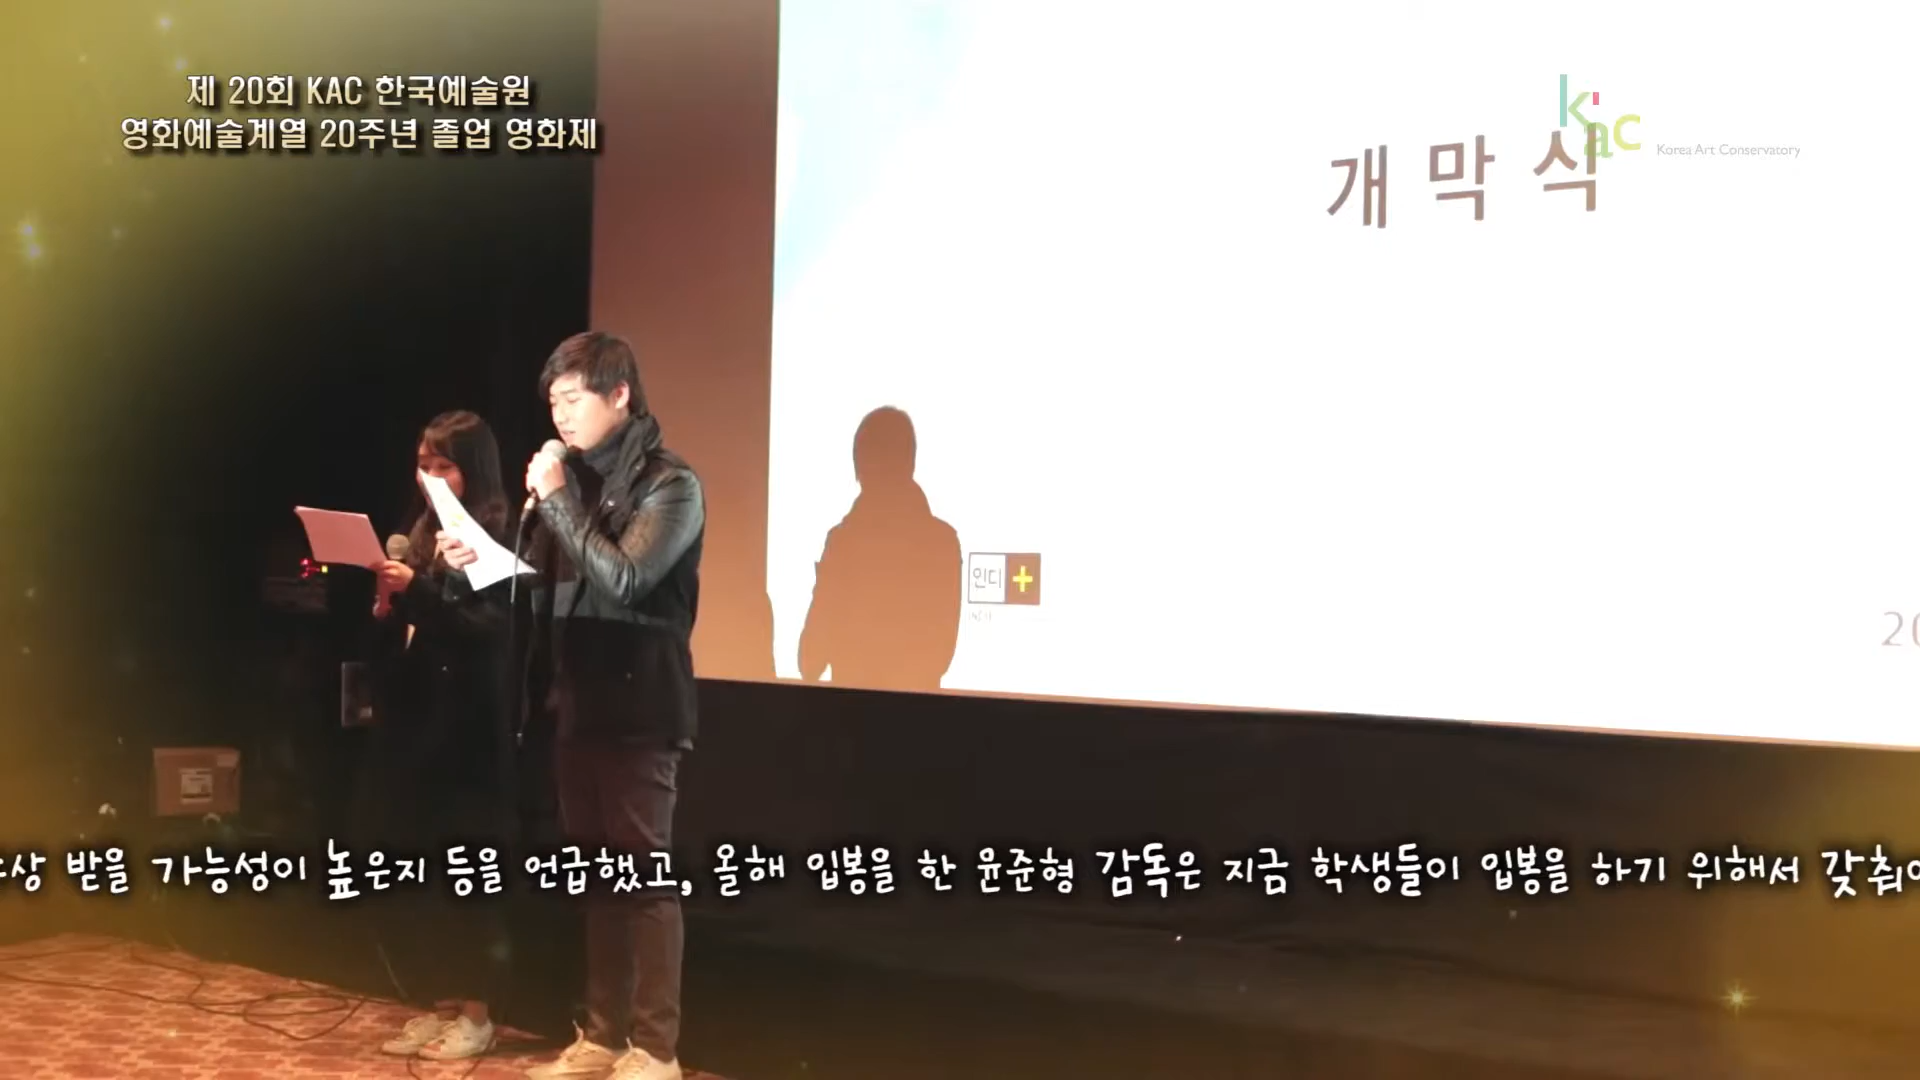 제 20회 KAC 한국예술원
영화예술계열 20주년 졸업 영화제
kac Korea Art Conservatory
개막식
인디+
20
상 받을 가능성이 높은지 등을 언급했고, 올해 입봉을 한 윤준형 감독은 지금 학생들이 입봉을 하기 위해서